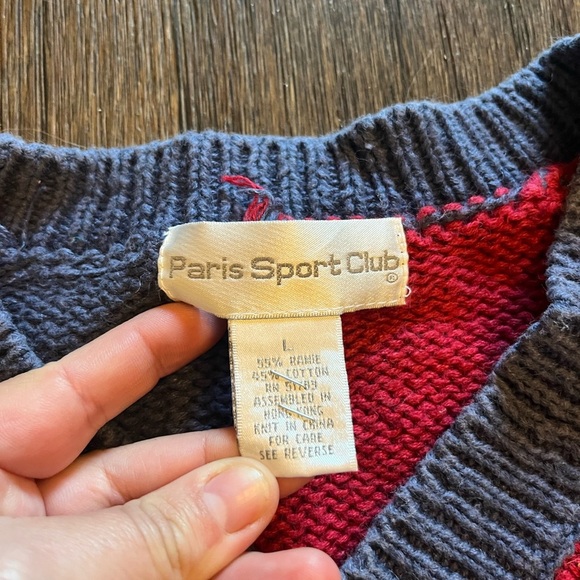 Paris Sport Club
®
L
55% RAMIE
45% COTTON
RN 51789
ASSEMBLED IN
HONG KONG
KNIT IN CHINA
FOR CARE
SEE REVERSE